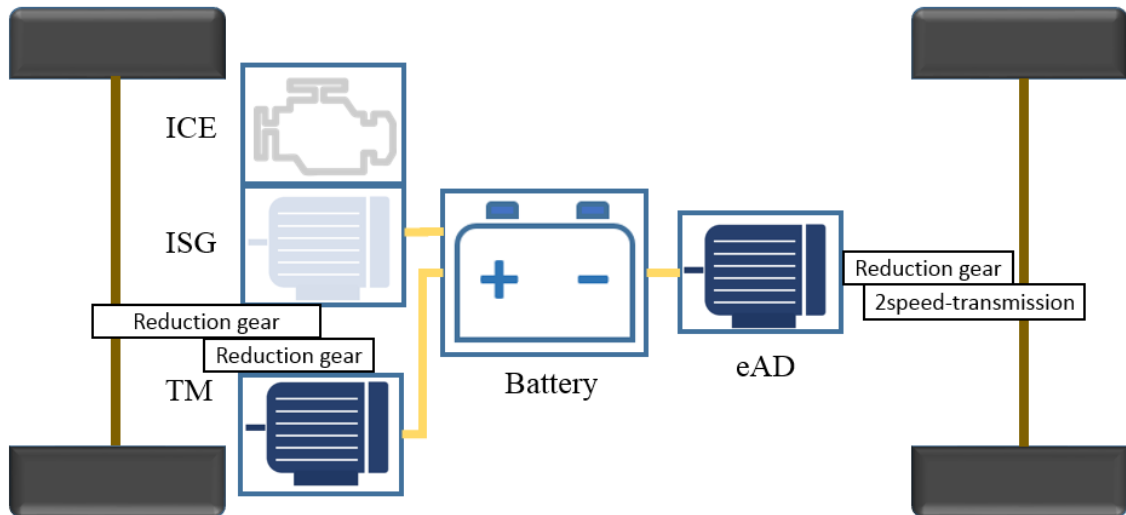 ICE
ISG
Reduction gear
Reduction gear
TM
Battery
eAD
Reduction gear
2speed-transmission